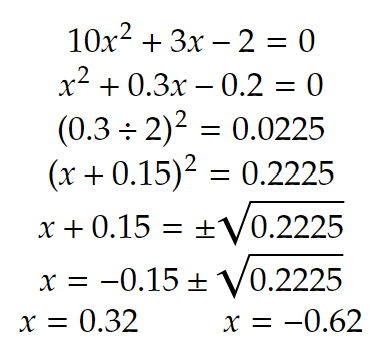 10x² + 3x − 2 = 0
x² + 0.3x − 0.2 = 0
(0.3 ÷ 2)² = 0.0225
(x + 0.15)² = 0.2225
x + 0.15 = ±√0.2225
x = −0.15 ± √0.2225
x = 0.32 x = −0.62